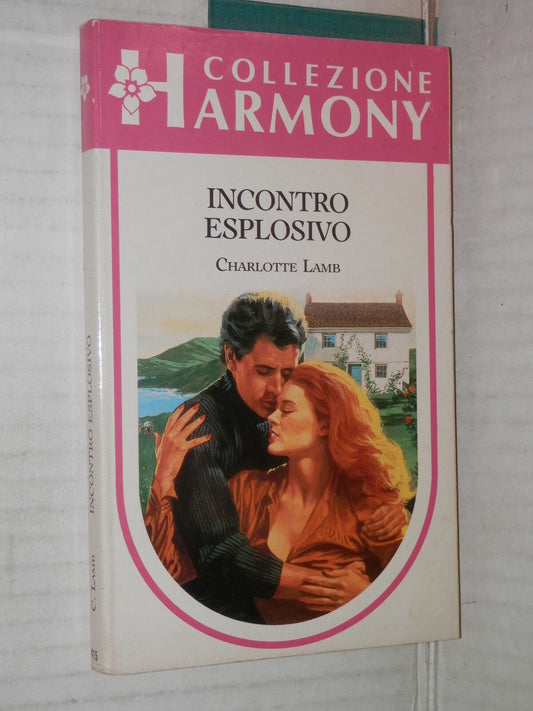 COLLEZIONE
HARMONY
INCONTRO
ESPLOSIVO
CHARLOTTE LAMB
C. LAMB INCONTRO ESPLOSIVO